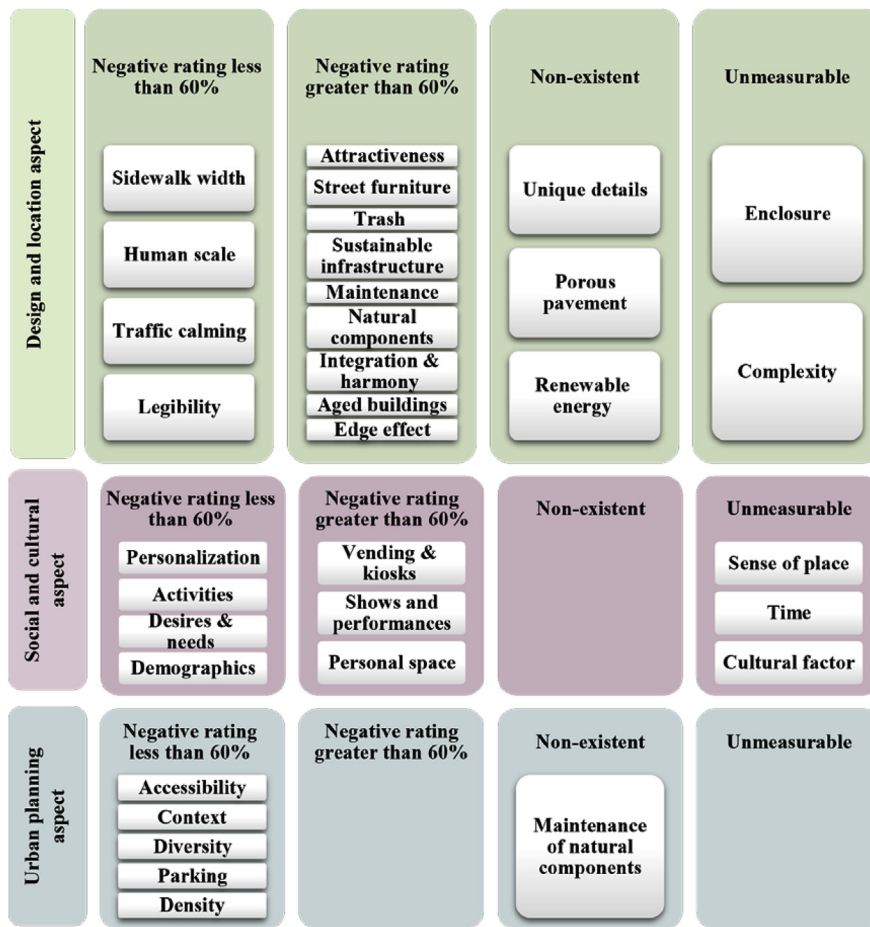 Design and location aspect
Negative rating less
than 60%
Sidewalk width
Human scale
Traffic calming
Legibility
Negative rating
greater than 60%
Attractiveness
Street furniture
Trash
Sustainable
infrastructure
Maintenance
Natural
components
Integration &
harmony
Aged buildings
Edge effect
Non-existent
Unique details
Porous
pavement
Renewable
energy
Unmeasurable
Enclosure
Complexity
Social and cultural
aspect
Negative rating less
than 60%
Personalization
Activities
Desires &
needs
Demographics
Negative rating
greater than 60%
Vending &
kiosks
Shows and
performances
Personal space
Non-existent
Unmeasurable
Sense of place
Time
Cultural factor
Urban planning
aspect
Negative rating
less than 60%
Accessibility
Context
Diversity
Parking
Density
Negative rating
greater than 60%
Non-existent
Maintenance
of natural
components
Unmeasurable